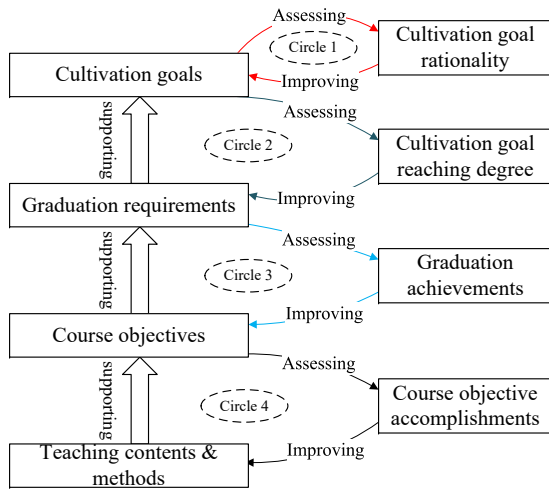 Assessing
Circle 1
Cultivation goal
rationality
Cultivation goals
Improving
supporting
Assessing
Circle 2
Cultivation goal
reaching degree
Improving
Graduation requirements
supporting
Assessing
Circle 3
Graduation
achievements
Improving
Course objectives
supporting
Assessing
Circle 4
Course objective
accomplishments
Improving
Teaching contents &
methods